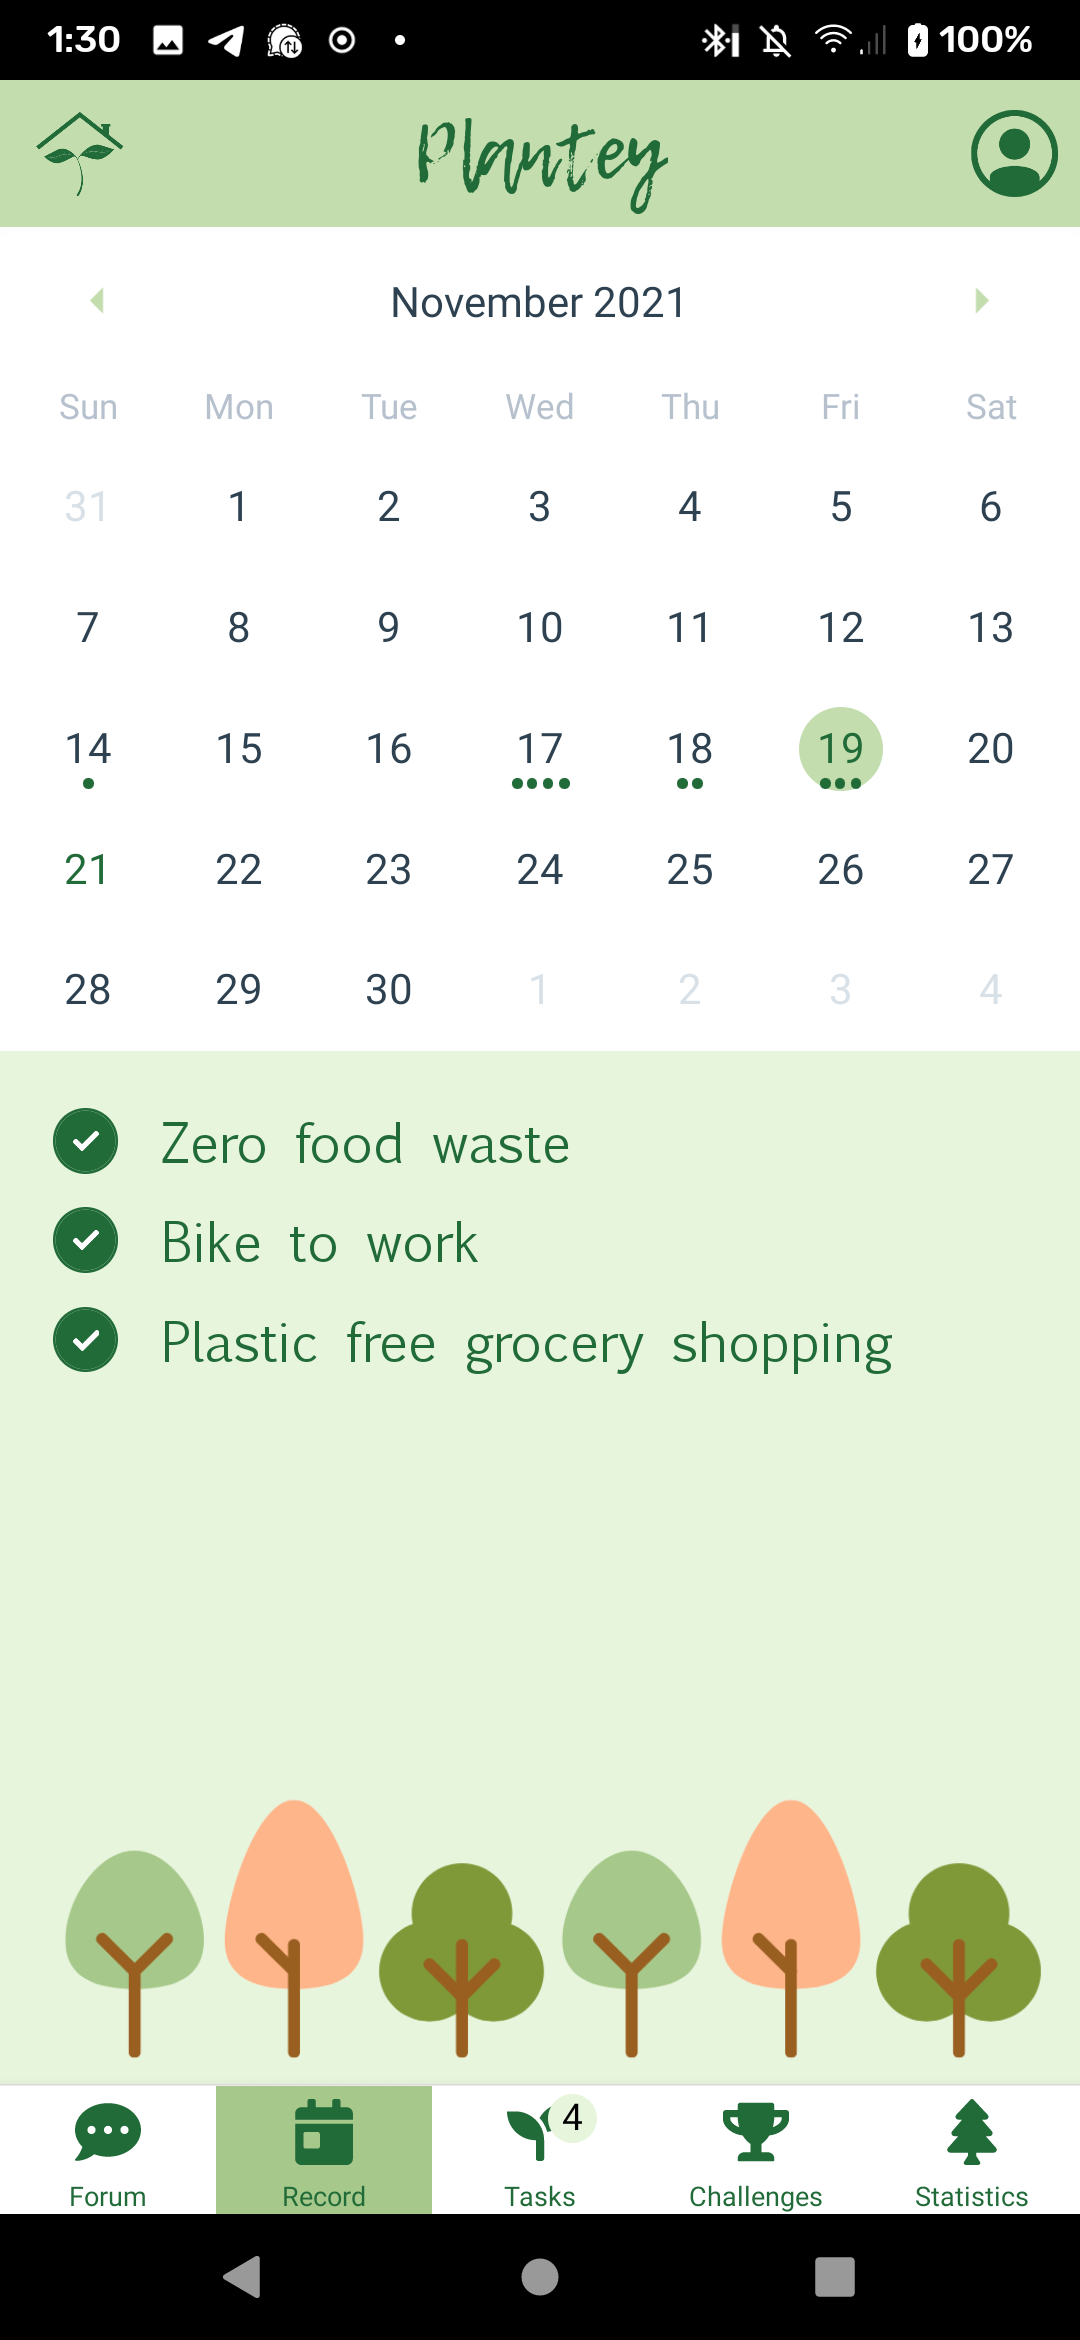 1:30 100%
Plantey
November 2021
Sun Mon Tue Wed Thu Fri Sat
31 1 2 3 4 5 6
7 8 9 10 11 12 13
14 15 16 17 18 19 20
21 22 23 24 25 26 27
28 29 30 1 2 3 4
Zero food waste
Bike to work
Plastic free grocery shopping
4
Forum Record Tasks Challenges Statistics